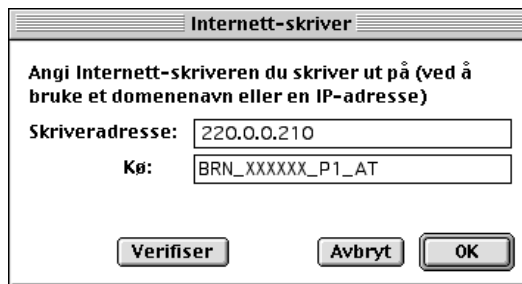 Internett-skriver
Angi Internett-skriveren du skriver ut på (ved å
bruke et domenenavn eller en IP-adresse)
Skriveradresse: 220.0.0.210
Kø: BRN_XXXXXX_P1_AT
Verifiser Avbryt OK